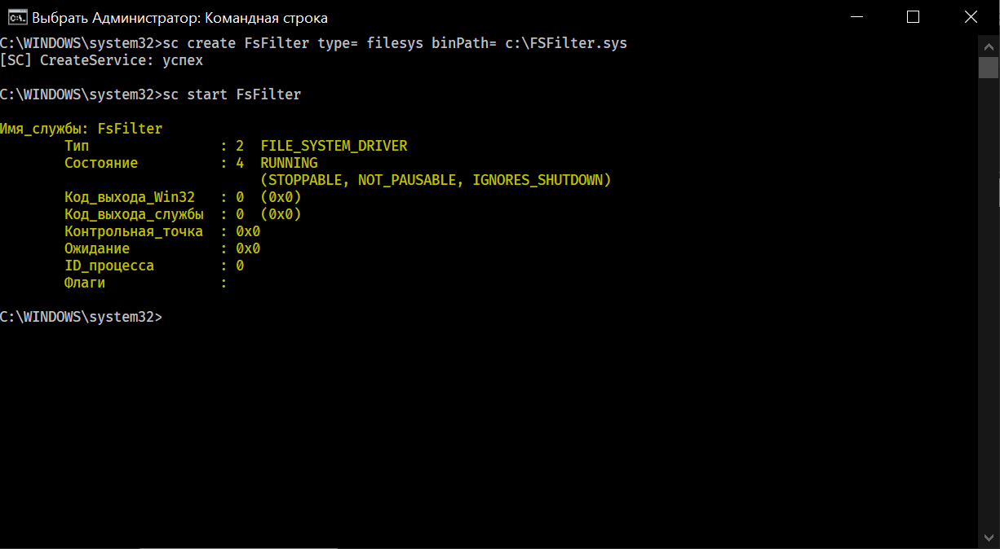 Выбрать Администратор: Командная строка
C:\WINDOWS\system32>sc create FsFilter type= filesys binPath= c:\FSFilter.sys
[SC] CreateService: успех
C:\WINDOWS\system32>sc start FsFilter
Имя_службы: FsFilter
Тип : 2 FILE_SYSTEM_DRIVER
Состояние : 4 RUNNING
(STOPPABLE, NOT_PAUSABLE, IGNORES_SHUTDOWN)
Код_выхода_Win32 : 0 (0x0)
Код_выхода_службы : 0 (0x0)
Контрольная_точка : 0x0
Ожидание : 0x0
ID_процесса : 0
Флаги :
C:\WINDOWS\system32>